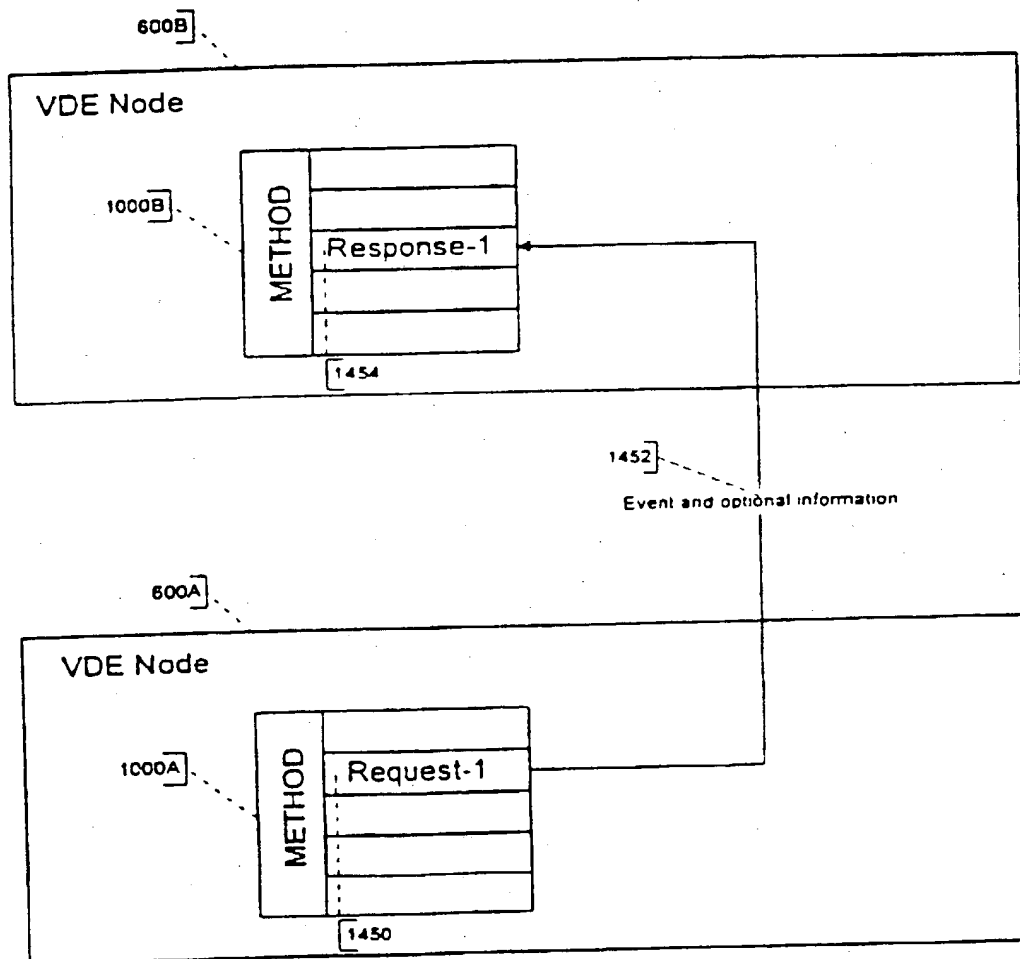 600B
VDE Node
METHOD
1000B
Response-1
1454
1452
Event and optional information
600A
VDE Node
METHOD
1000A
Request-1
1450